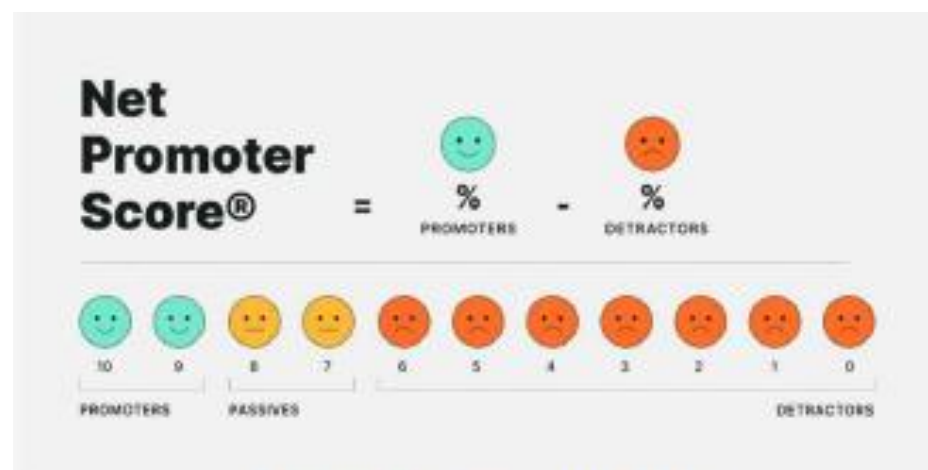 Net
Promoter
Score®
= % - %
PROMOTERS DETRACTORS
10 9 8 7 6 5 4 3 2 1 0
PROMOTERS PASSIVES DETRACTORS